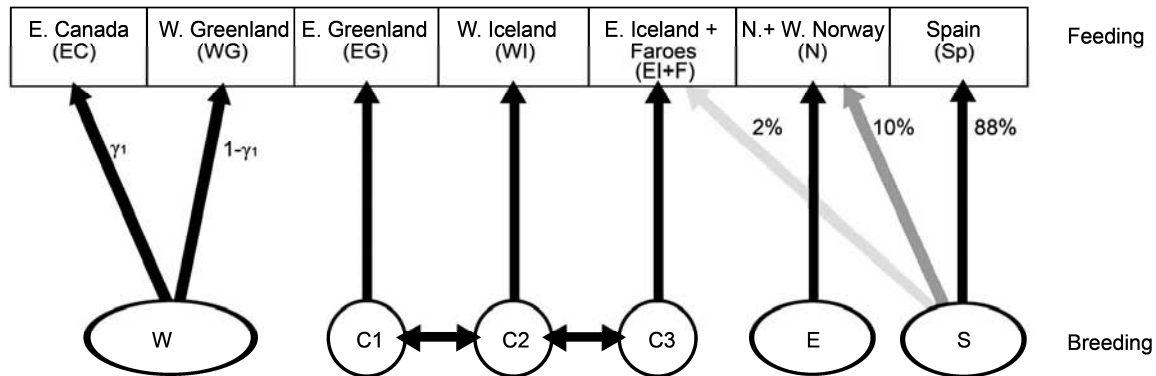 E. Canada
(EC)
W. Greenland
(WG)
E. Greenland
(EG)
W. Iceland
(WI)
E. Iceland +
Faroes
(EI+F)
N.+ W. Norway
(N)
Spain
(Sp)
Feeding
γ1
1-γ1
2%
10%
88%
W
C1
C2
C3
E
S
Breeding